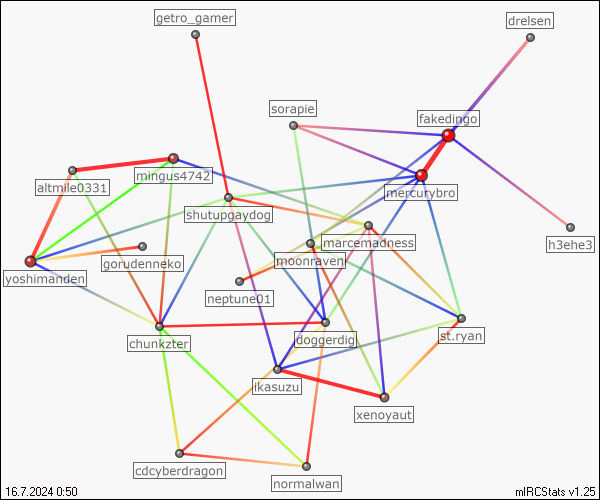 getro_gamer
drelsen
sorapie
fakedingo
mingus4742
altmile0331
mercurybro
shutupgaydog
marcemadness
h3ehe3
moonraven
gorudenneko
yoshimanden
neptune01
st.ryan
doggerdig
chunkzter
ikasuzu
xenoyaut
cdcyberdragon
normalwan
16.7.2024 0:50
mIRCStats v1.25